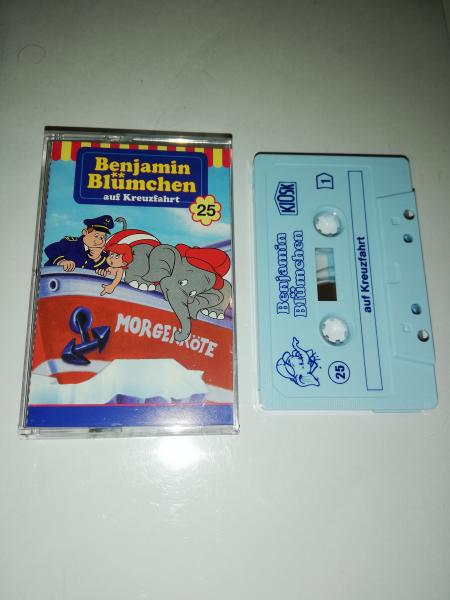 Benjamin
Blümchen
auf Kreuzfahrt
25
MORGENRÖTE
KIOSK
1
Benjamin
Blümchen
auf Kreuzfahrt
25